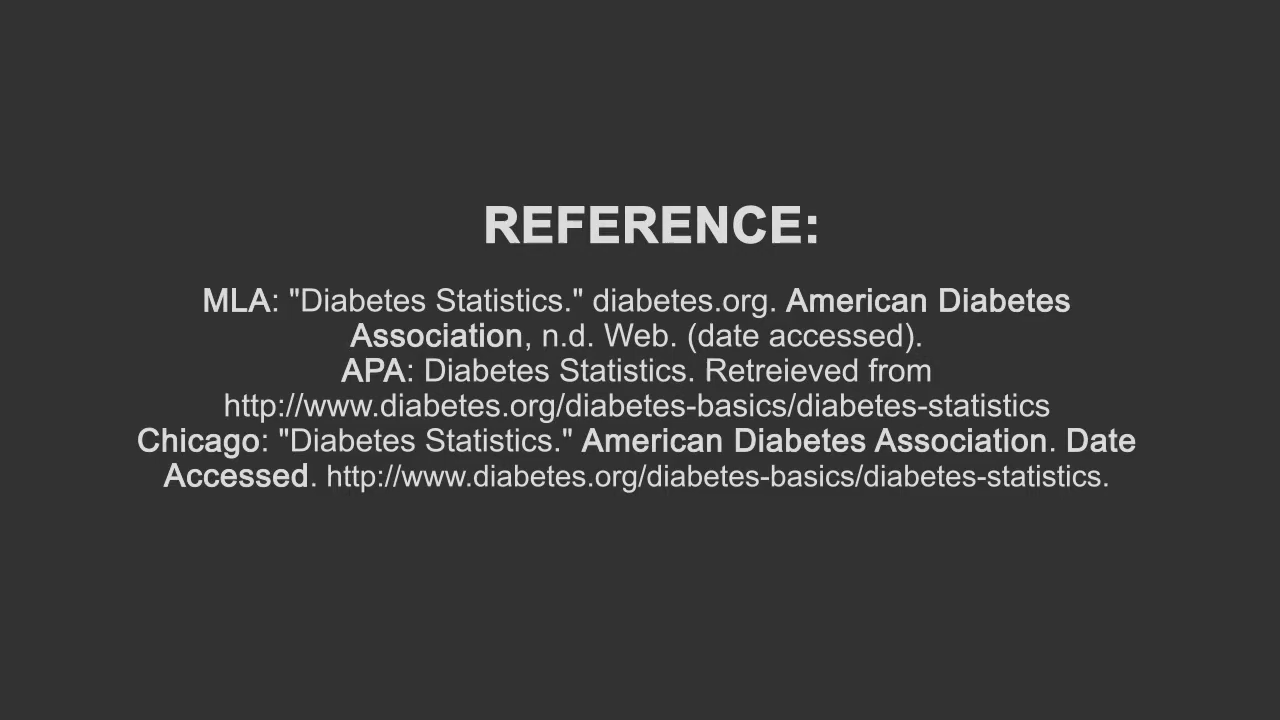 REFERENCE:
MLA: "Diabetes Statistics." diabetes.org. American Diabetes
Association, n.d. Web. (date accessed).
APA: Diabetes Statistics. Retreieved from
http://www.diabetes.org/diabetes-basics/diabetes-statistics
Chicago: "Diabetes Statistics." American Diabetes Association. Date
Accessed. http://www.diabetes.org/diabetes-basics/diabetes-statistics.